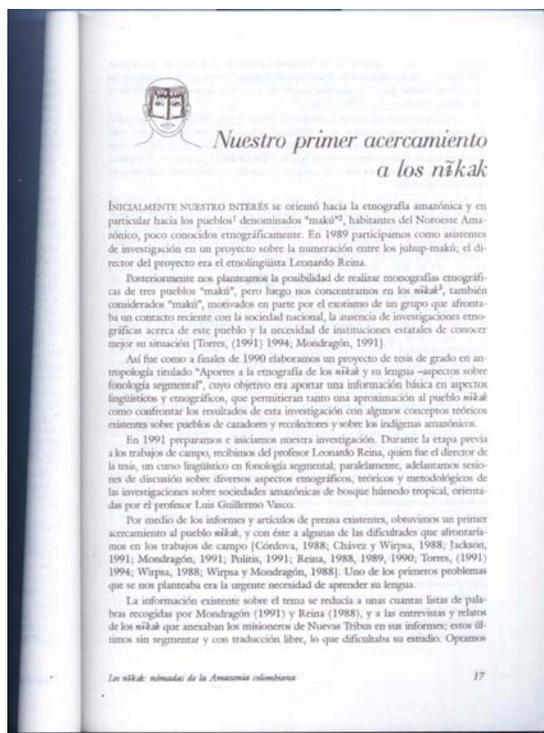 Nuestro primer acercamiento
a los nĩkak
INICIALMENTE NUESTRO INTERÉS se orientó hacia la etnografía amazónica y en
particular hacia los pueblos¹ denominados “makú”², habitantes del Noroeste Ama-
zónico, poco conocidos etnográficamente. En 1989 participamos como asistentes
de investigación en un proyecto sobre la numeración entre los juhup-makú; el di-
rector del proyecto era el etnolingüista Leonardo Reina.
Posteriormente nos planteamos la posibilidad de realizar monografías etnográfi-
cas de tres pueblos “makú”, pero luego nos concentramos en los nĩkak³, también
considerados “makú”, motivados en parte por el exotismo de un grupo que afronta-
ba un contacto reciente con la sociedad nacional, la ausencia de investigaciones etno-
gráficas acerca de este pueblo y la necesidad de instituciones estatales de conocer
mejor su situación [Torres, (1991) 1994; Mondragón, 1991].
Así fue como a finales de 1990 elaboramos un proyecto de tesis de grado en an-
tropología titulado “Aportes a la etnografía de los nĩkak y su lengua –aspectos sobre
fonología segmental”, cuyo objetivo era aportar una información básica en aspectos
lingüísticos y etnográficos, que permitieran tanto una aproximación al pueblo nĩkak
como confrontar los resultados de esta investigación con algunos conceptos teóricos
existentes sobre pueblos de cazadores y recolectores y sobre los indígenas amazónicos.
En 1991 preparamos e iniciamos nuestra investigación. Durante la etapa previa
a los trabajos de campo, recibimos del profesor Leonardo Reina, quien fue el director de
la tesis, un curso lingüístico en fonología segmental; paralelamente, adelantamos sesio-
nes de discusión sobre diversos aspectos etnográficos, teóricos y metodológicos de
las investigaciones sobre sociedades amazónicas de bosque húmedo tropical, orienta-
das por el profesor Luis Guillermo Vasco.
Por medio de los informes y artículos de prensa existentes, obtuvimos un primer
acercamiento al pueblo nĩkak, y con éste a algunas de las dificultades que afrontaría-
mos en los trabajos de campo [Córdova, 1988; Chávez y Wirpsa, 1988; Jackson,
1991; Mondragón, 1991; Politis, 1991; Reina, 1988, 1989, 1990; Torres, (1991)
1994; Wirpsa, 1988; Wirpsa y Mondragón, 1988]. Uno de los primeros problemas
que se nos planteaba era la urgente necesidad de aprender su lengua.
La información existente sobre el tema se reducía a unas cuantas listas de pala-
bras recogidas por Mondragón (1991) y Reina (1988), y a las entrevistas y relatos
de los nĩkak que anexaban los misioneros de Nuevas Tribus en sus informes; estos úl-
timos sin segmentar y con traducción libre, lo que dificultaba su estudio. Optamos
Los nĩkak: nómadas de la Amazonia colombiana 17